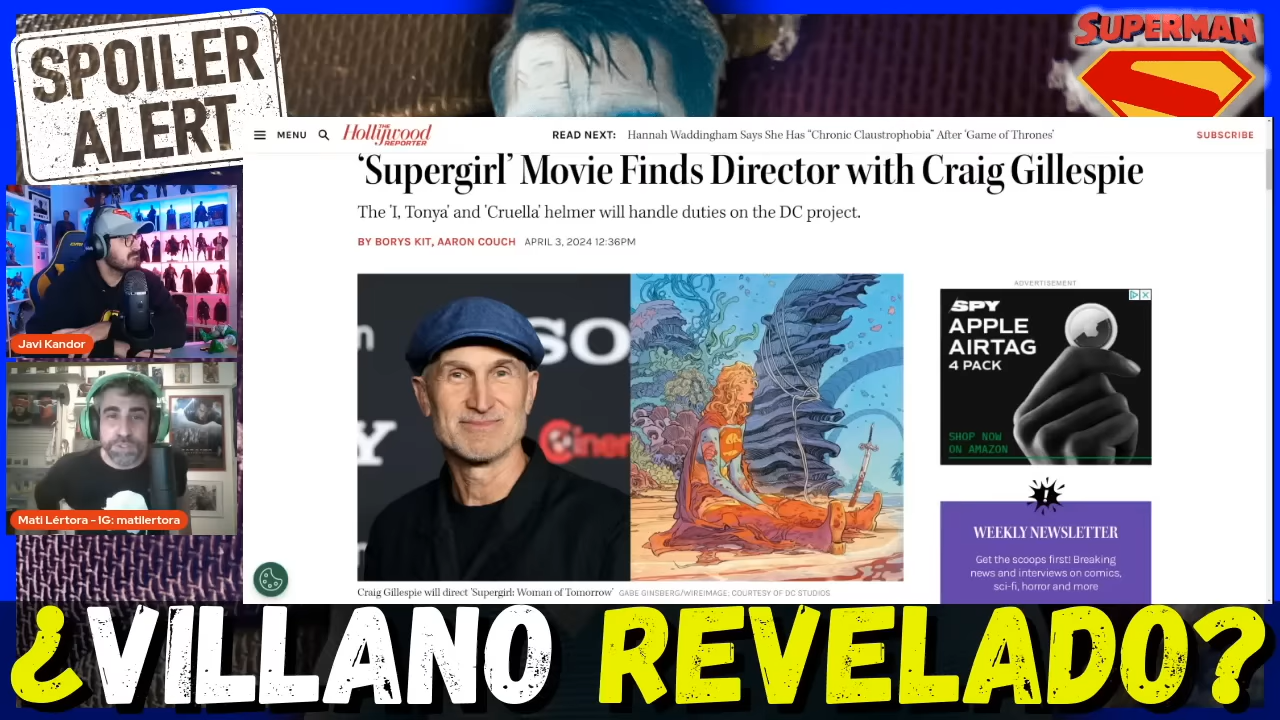 SPOILER
ALERT
SUPERMAN
MENU
THE
Hollywood
REPORTER
READ NEXT: Hannah Waddingham Says She Has “Chronic Claustrophobia” After ‘Game of Thrones’
SUBSCRIBE
‘Supergirl’ Movie Finds Director with Craig Gillespie
The 'I, Tonya' and 'Cruella' helmer will handle duties on the DC project.
BY BORYS KIT, AARON COUCH APRIL 3, 2024 12:36PM
SO
Y
Ciner
ADVERTISEMENT
SPY
APPLE
AIRTAG
4 PACK
SHOP NOW
ON AMAZON
Javi Kandor
Mati Lértora - IG: matilertora
!
WEEKLY NEWSLETTER
Get the scoops first! Breaking
news and interviews on comics,
sci-fi, horror and more
Craig Gillespie will direct 'Supergirl: Woman of Tomorrow' GABE GINSBERG/WIREIMAGE; COURTESY OF DC STUDIOS
¿VILLANO REVELADO?